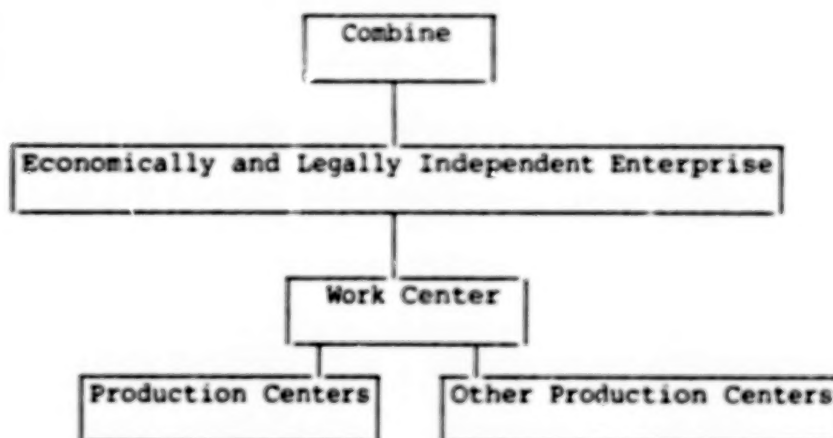 Combine
Economically and Legally Independent Enterprise
Work Center
Production Centers
Other Production Centers